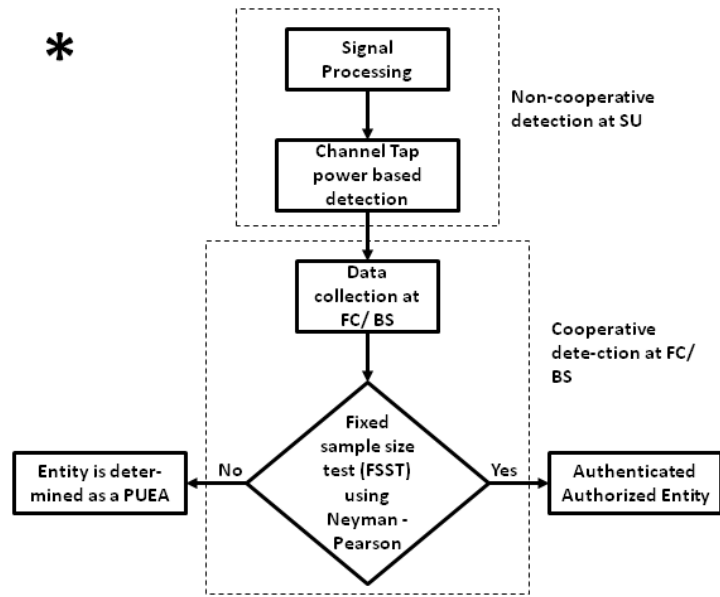 *
Signal
Processing
Non-cooperative
detection at SU
Channel Tap
power based
detection
Data
collection at
FC/ BS
Cooperative
dete-ction at FC/
BS
Fixed
sample size
test (FSST)
using
Neyman -
Pearson
No
Yes
Entity is deter-
mined as a PUEA
Authenticated
Authorized Entity